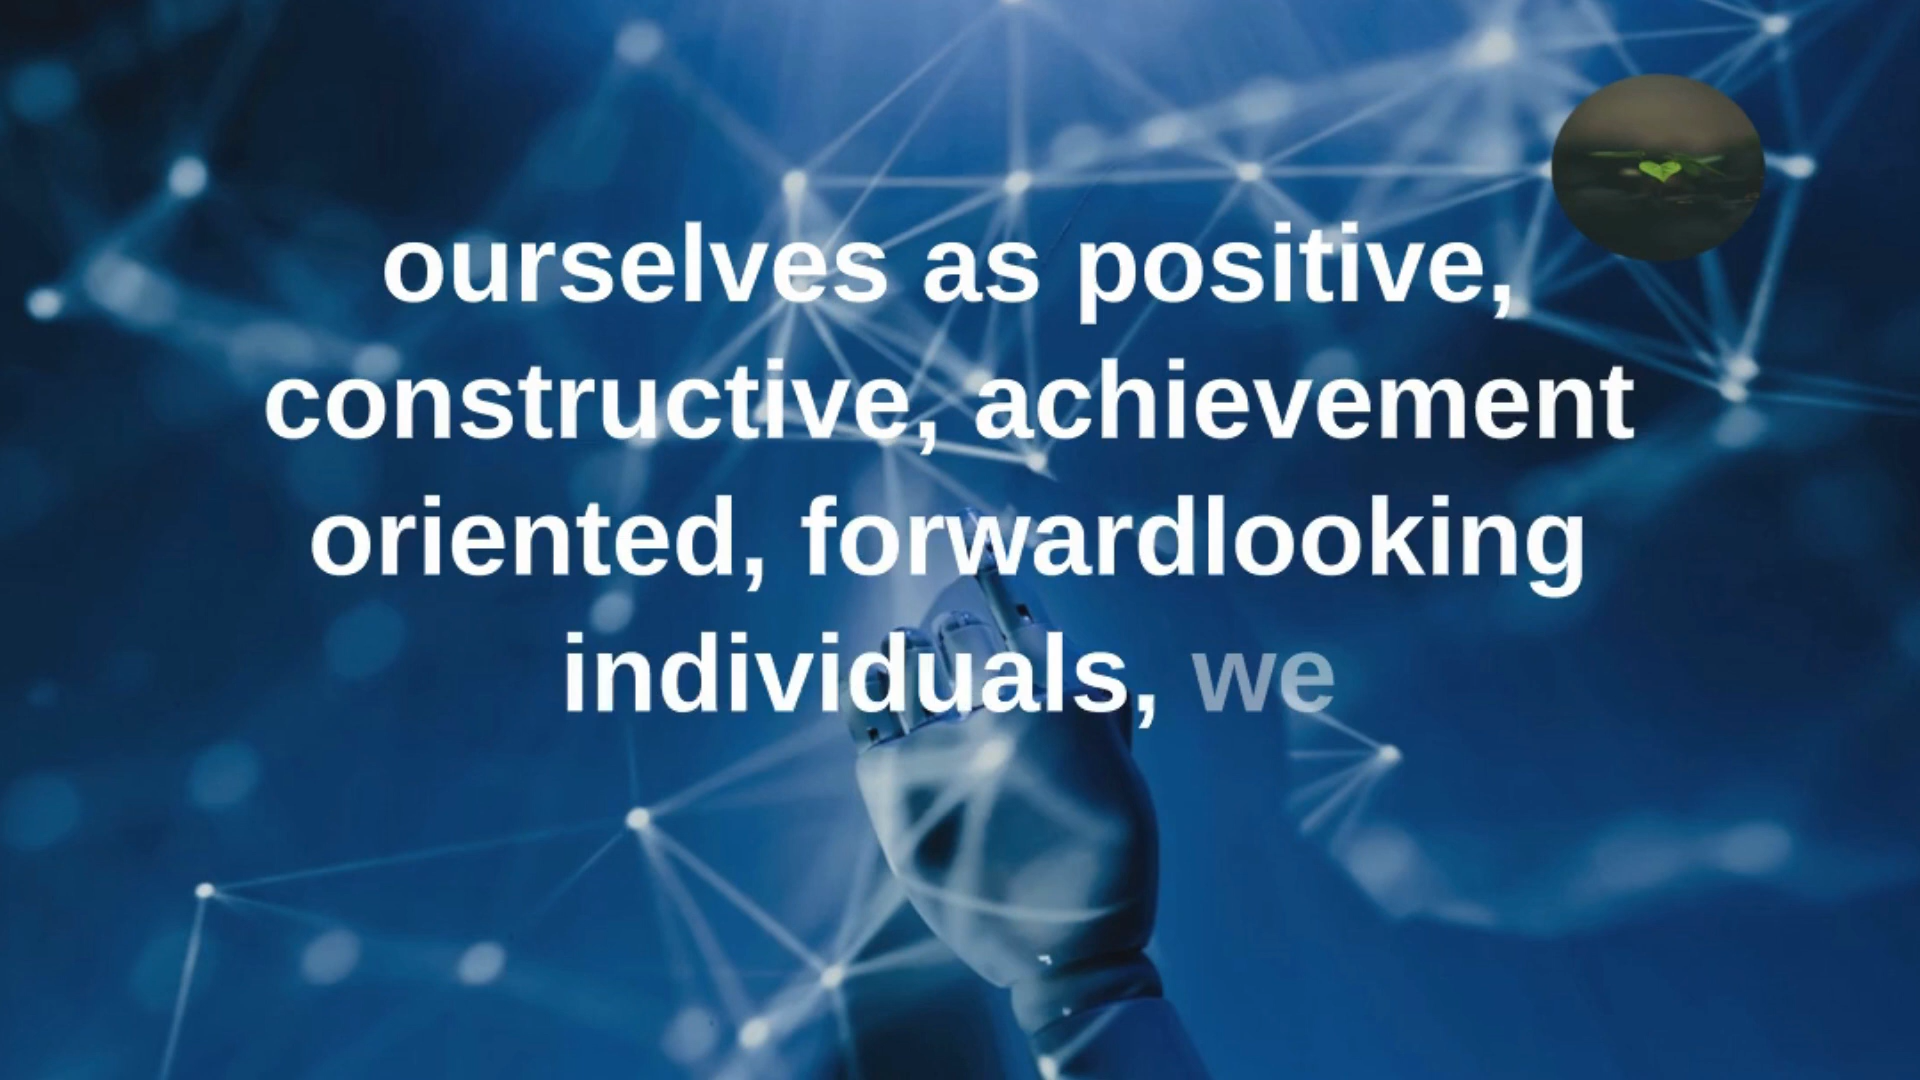 ourselves as positive,
constructive, achievement
oriented, forwardlooking
individuals, we